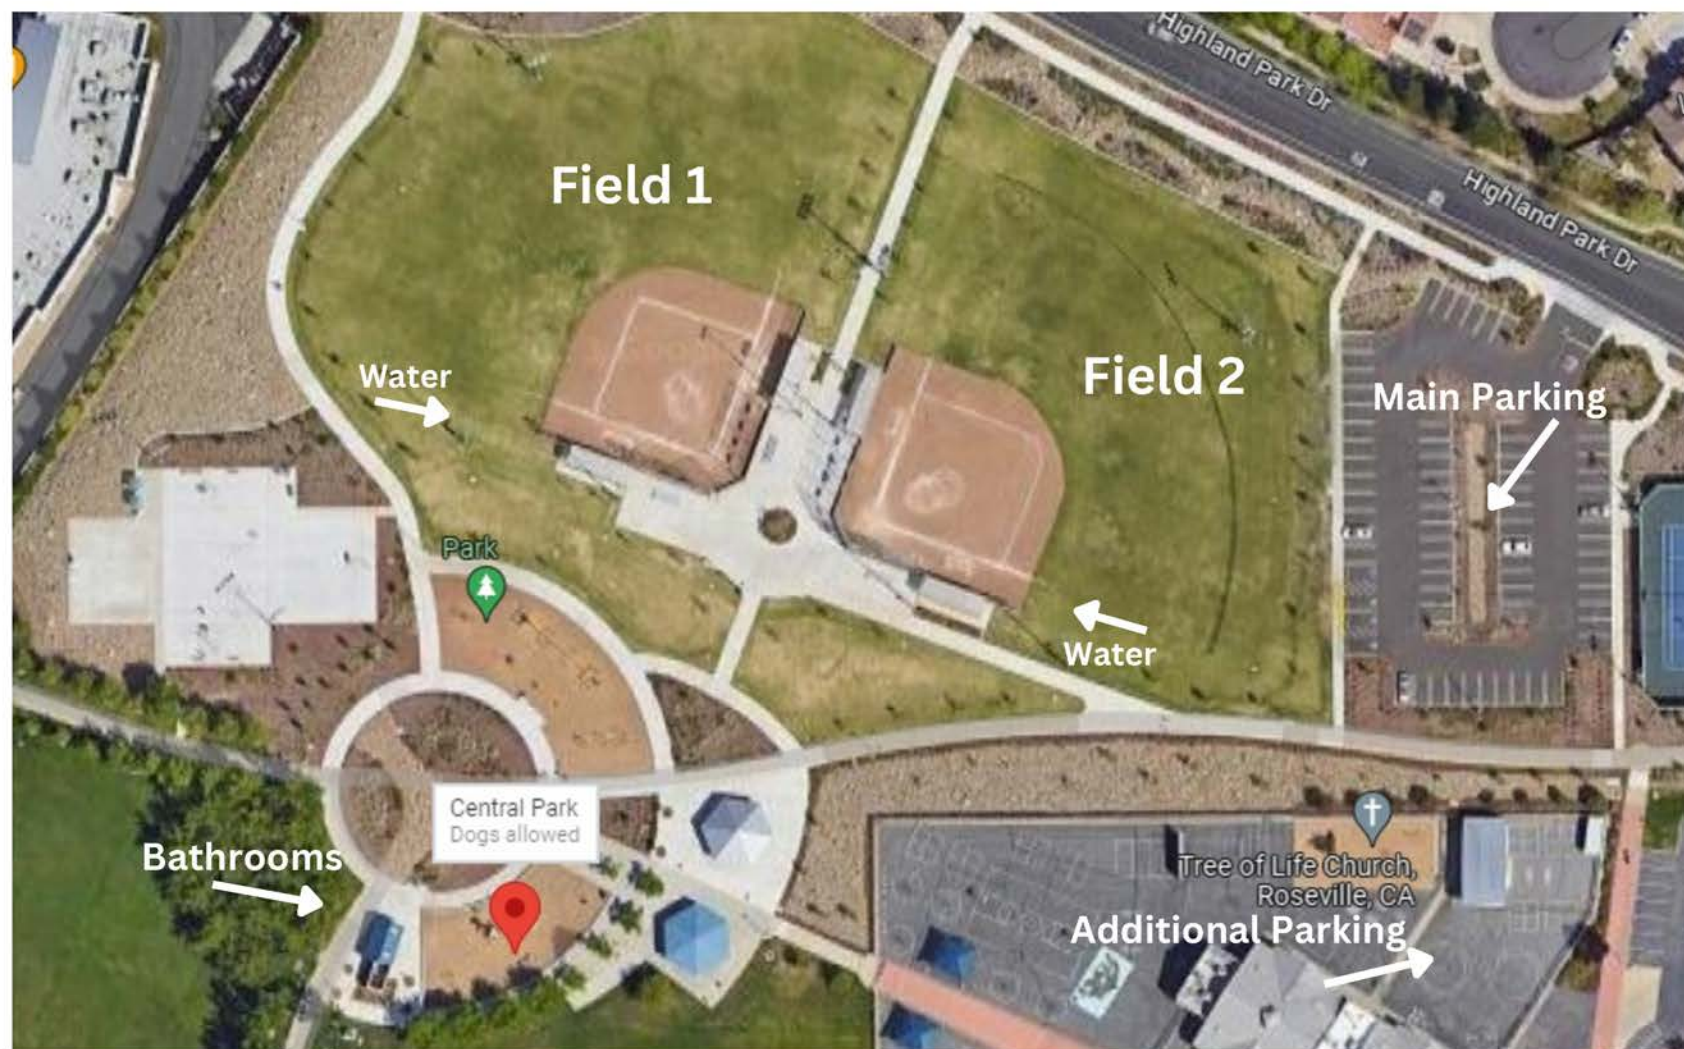 Highland Park Dr
Field 1
Highland Park Dr
Water
Field 2
Main Parking
Park
Water
Central Park
Dogs allowed
Bathrooms
Tree of Life Church,
Roseville, CA
Additional Parking